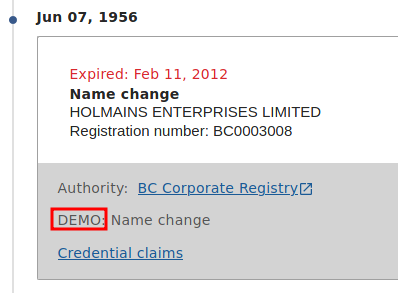 Jun 07, 1956
Expired: Feb 11, 2012
Name change
HOLMAINS ENTERPRISES LIMITED
Registration number: BC0003008
Authority: BC Corporate Registry
DEMO: Name change
Credential claims